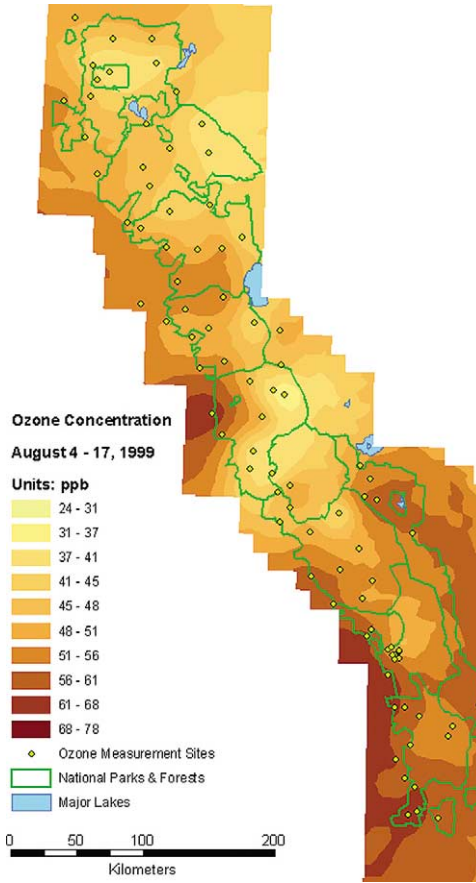 Ozone Concentration
August 4 - 17, 1999
Units: ppb
24 - 31
31 - 37
37 - 41
41 - 45
45 - 48
48 - 51
51 - 56
56 - 61
61 - 68
68 - 78
Ozone Measurement Sites
National Parks & Forests
Major Lakes
0 50 100 200
Kilometers